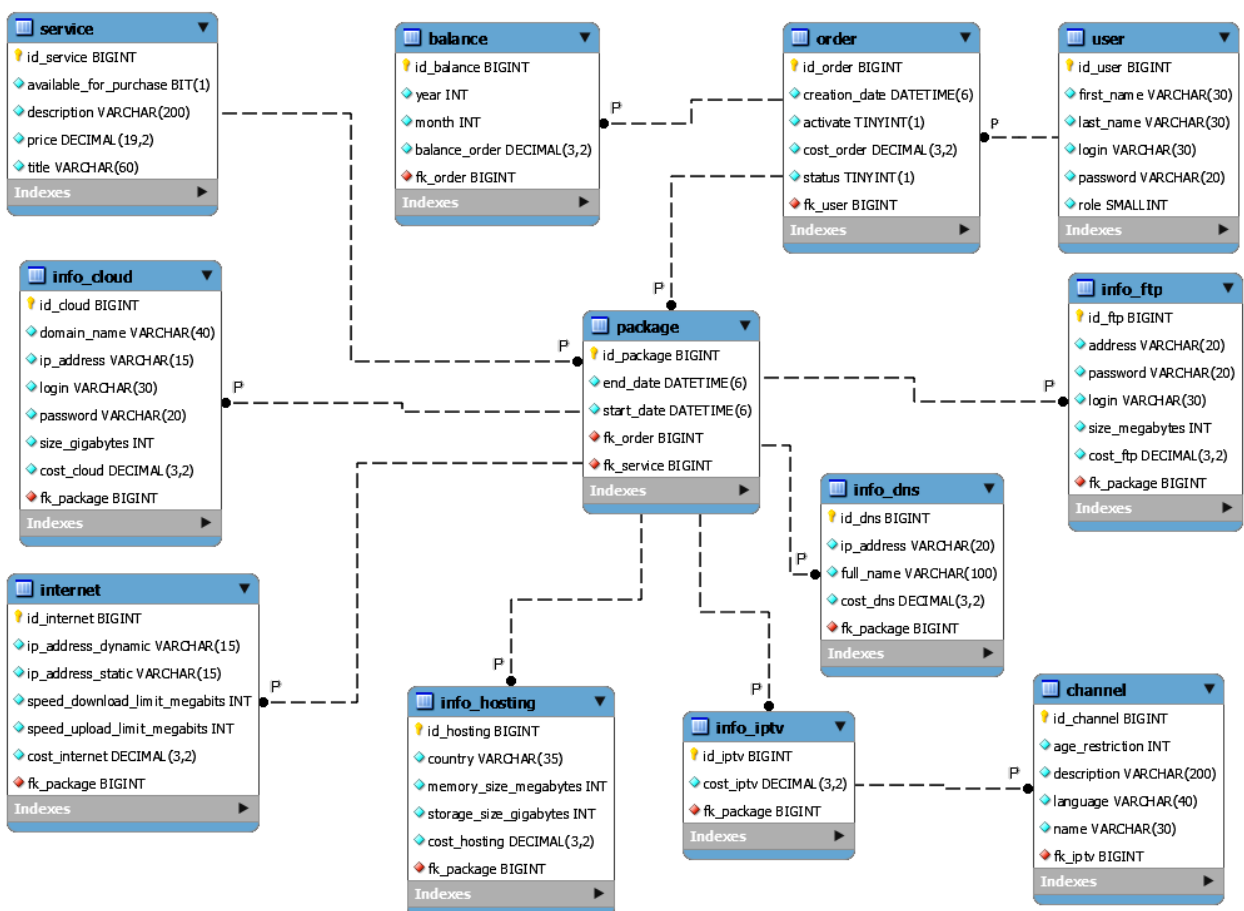 service
id_service BIGINT
available_for_purchase BIT(1)
description VARCHAR(200)
price DECIMAL(19,2)
title VARCHAR(60)
Indexes
balance
id_balance BIGINT
year INT
month INT
balance_order DECIMAL(3,2)
fk_order BIGINT
Indexes
P
order
id_order BIGINT
creation_date DATETIME(6)
activate TINYINT(1)
cost_order DECIMAL(3,2)
status TINYINT(1)
fk_user BIGINT
Indexes
P
user
id_user BIGINT
first_name VARCHAR(30)
last_name VARCHAR(30)
login VARCHAR(30)
password VARCHAR(20)
role SMALLINT
Indexes
info_cloud
id_cloud BIGINT
domain_name VARCHAR(40)
ip_address VARCHAR(15)
login VARCHAR(30)
password VARCHAR(20)
size_gigabytes INT
cost_cloud DECIMAL(3,2)
fk_package BIGINT
Indexes
P
P
P
package
id_package BIGINT
end_date DATETIME(6)
start_date DATETIME(6)
fk_order BIGINT
fk_service BIGINT
Indexes
P
info_ftp
id_ftp BIGINT
address VARCHAR(20)
password VARCHAR(20)
login VARCHAR(30)
size_megabytes INT
cost_ftp DECIMAL(3,2)
fk_package BIGINT
Indexes
P
info_dns
id_dns BIGINT
ip_address VARCHAR(20)
full_name VARCHAR(100)
cost_dns DECIMAL(3,2)
fk_package BIGINT
Indexes
internet
id_internet BIGINT
ip_address_dynamic VARCHAR(15)
ip_address_static VARCHAR(15)
speed_download_limit_megabits INT
speed_upload_limit_megabits INT
cost_internet DECIMAL(3,2)
fk_package BIGINT
Indexes
P
P
info_hosting
id_hosting BIGINT
country VARCHAR(35)
memory_size_megabytes INT
storage_size_gigabytes INT
cost_hosting DECIMAL(3,2)
fk_package BIGINT
Indexes
P
info_iptv
id_iptv BIGINT
cost_iptv DECIMAL(3,2)
fk_package BIGINT
Indexes
P
channel
id_channel BIGINT
age_restriction INT
description VARCHAR(200)
language VARCHAR(40)
name VARCHAR(30)
fk_iptv BIGINT
Indexes